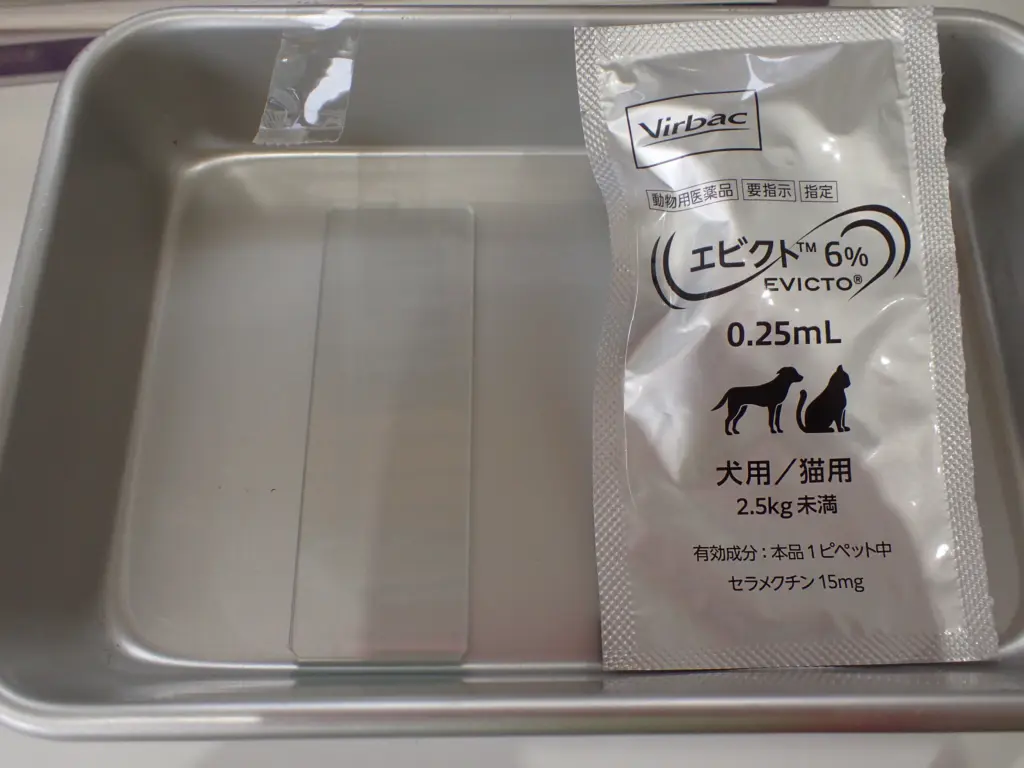 Virbac
動物用医薬品 要指示 指定
エビクト™ 6%
EVICTO®
0.25mL
犬用／猫用
2.5kg 未満
有効成分：本品1ピペット中
セラメクチン 15mg